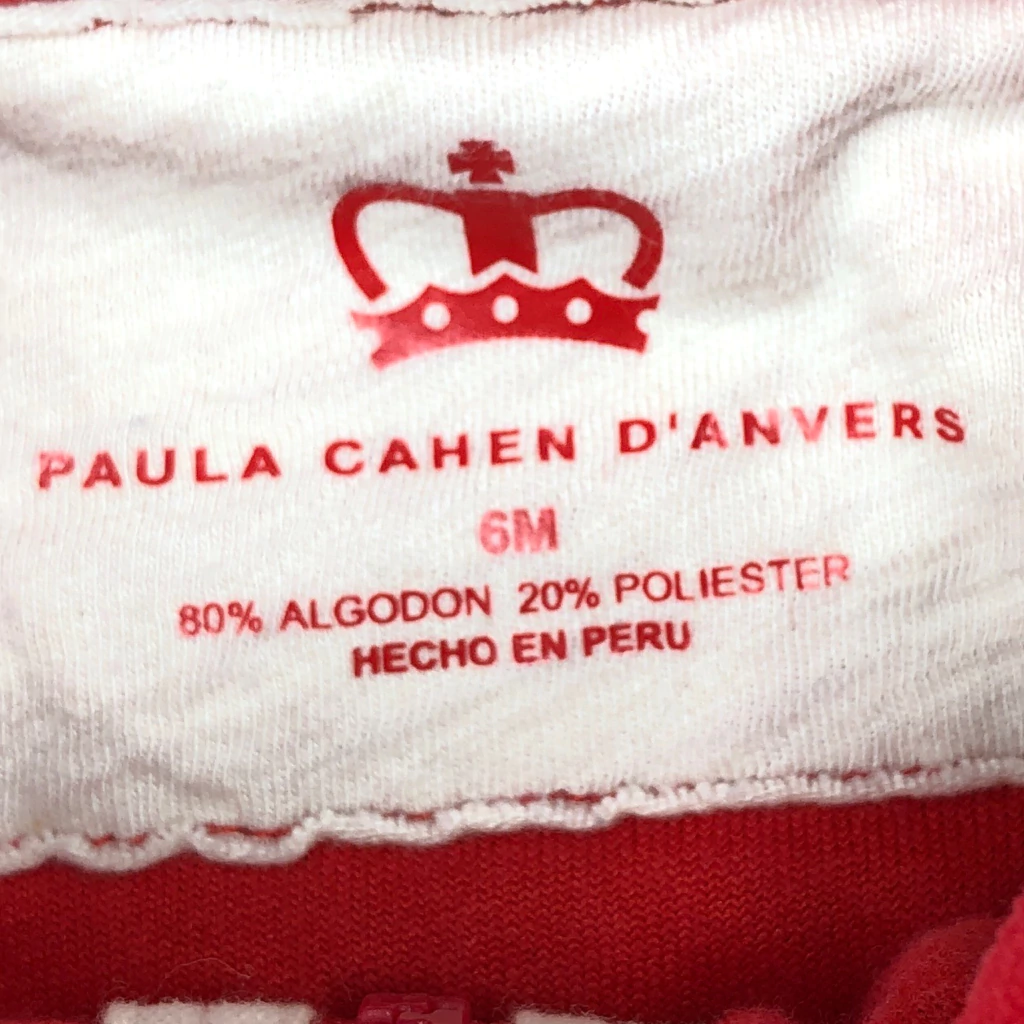 PAULA CAHEN D'ANVERS
6M
80% ALGODON 20% POLIESTER
HECHO EN PERU